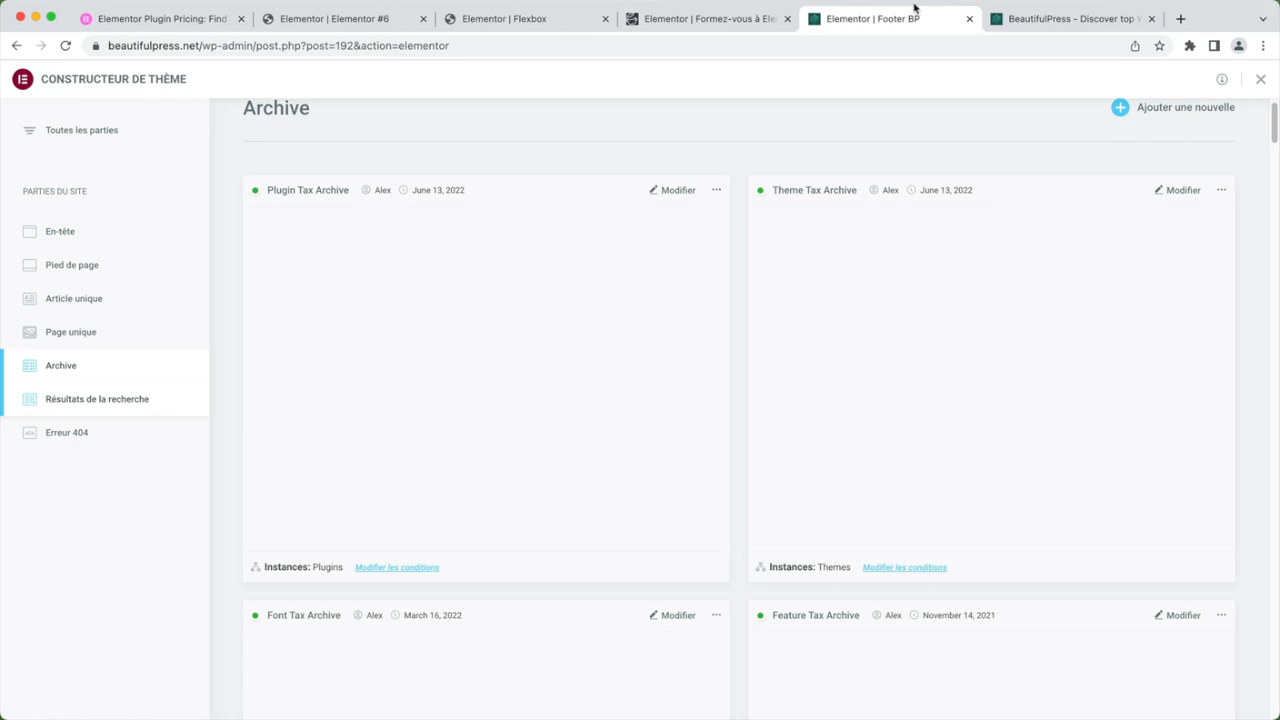 Elementor Plugin Pricing: Find
Elementor | Elementor #6
Elementor | Flexbox
Elementor | Formez-vous à Ele
Elementor | Footer BP
BeautifulPress - Discover top W
beautifulpress.net/wp-admin/post.php?post=192&action=elementor
CONSTRUCTEUR DE THÈME
Toutes les parties
PARTIES DU SITE
En-tête
Pied de page
Article unique
Page unique
Archive
Résultats de la recherche
Erreur 404
Archive
Ajouter une nouvelle
Plugin Tax Archive Alex June 13, 2022 Modifier
Instances: Plugins Modifier les conditions
Theme Tax Archive Alex June 13, 2022 Modifier
Instances: Themes Modifier les conditions
Font Tax Archive Alex March 16, 2022 Modifier
Feature Tax Archive Alex November 14, 2021 Modifier